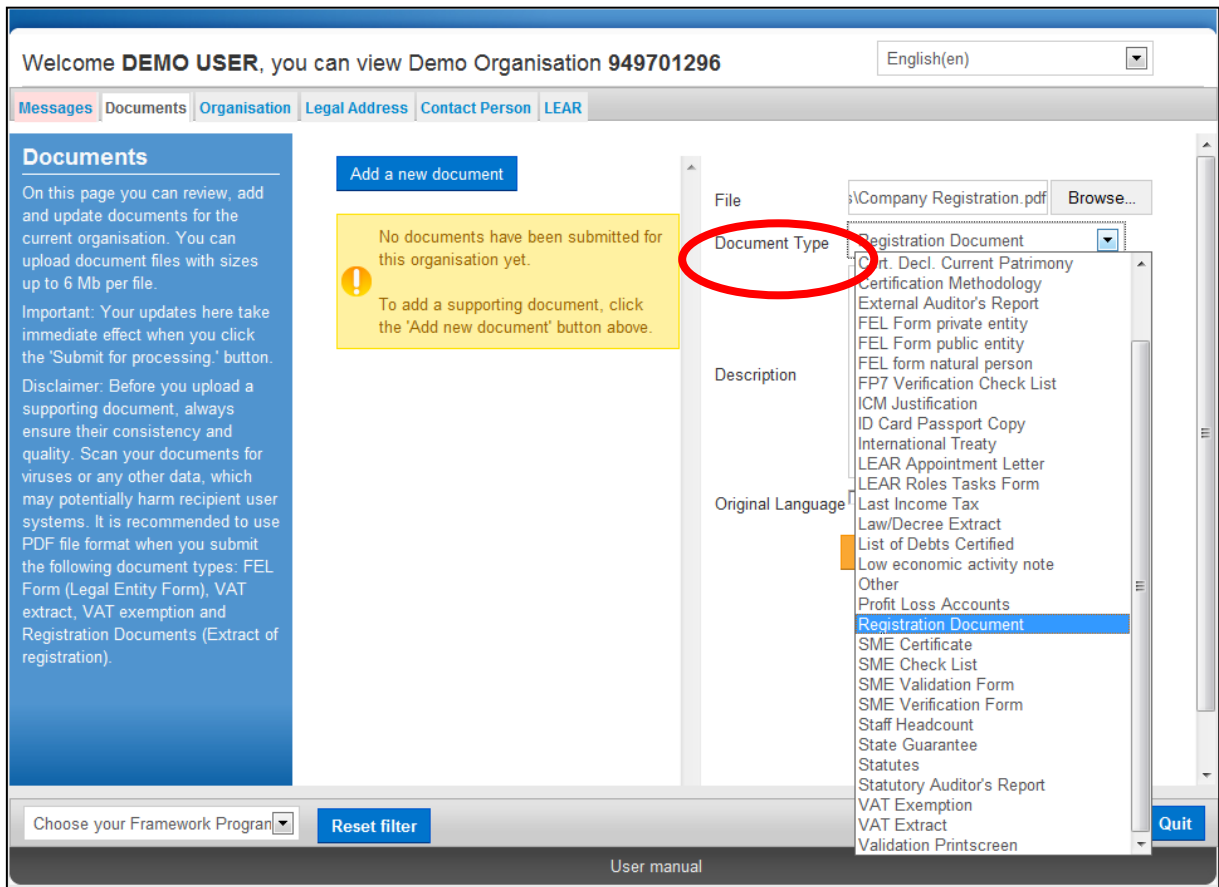 Welcome DEMO USER, you can view Demo Organisation 949701296
English(en)
Messages Documents Organisation Legal Address Contact Person LEAR
Documents
On this page you can review, add
and update documents for the
current organisation. You can
upload document files with sizes
up to 6 Mb per file.
Important: Your updates here take
immediate effect when you click
the 'Submit for processing.' button.
Disclaimer: Before you upload a
supporting document, always
ensure their consistency and
quality. Scan your documents for
viruses or any other data, which
may potentially harm recipient user
systems. It is recommended to use
PDF file format when you submit
the following document types: FEL
Form (Legal Entity Form), VAT
extract, VAT exemption and
Registration Documents (Extract of
registration).
Add a new document
No documents have been submitted for
this organisation yet.
To add a supporting document, click
the 'Add new document' button above.
File
s\Company Registration.pdf Browse...
Document Type
Registration Document
Cert. Decl. Current Patrimony
Certification Methodology
External Auditor's Report
FEL Form private entity
FEL Form public entity
FEL form natural person
FP7 Verification Check List
ICM Justification
ID Card Passport Copy
International Treaty
LEAR Appointment Letter
LEAR Roles Tasks Form
Last Income Tax
Law/Decree Extract
List of Debts Certified
Low economic activity note
Other
Profit Loss Accounts
Registration Document
SME Certificate
SME Check List
SME Validation Form
SME Verification Form
Staff Headcount
State Guarantee
Statutes
Statutory Auditor's Report
VAT Exemption
VAT Extract
Validation Printscreen
Description
Original Language
Choose your Framework Progran
Reset filter
Quit
User manual